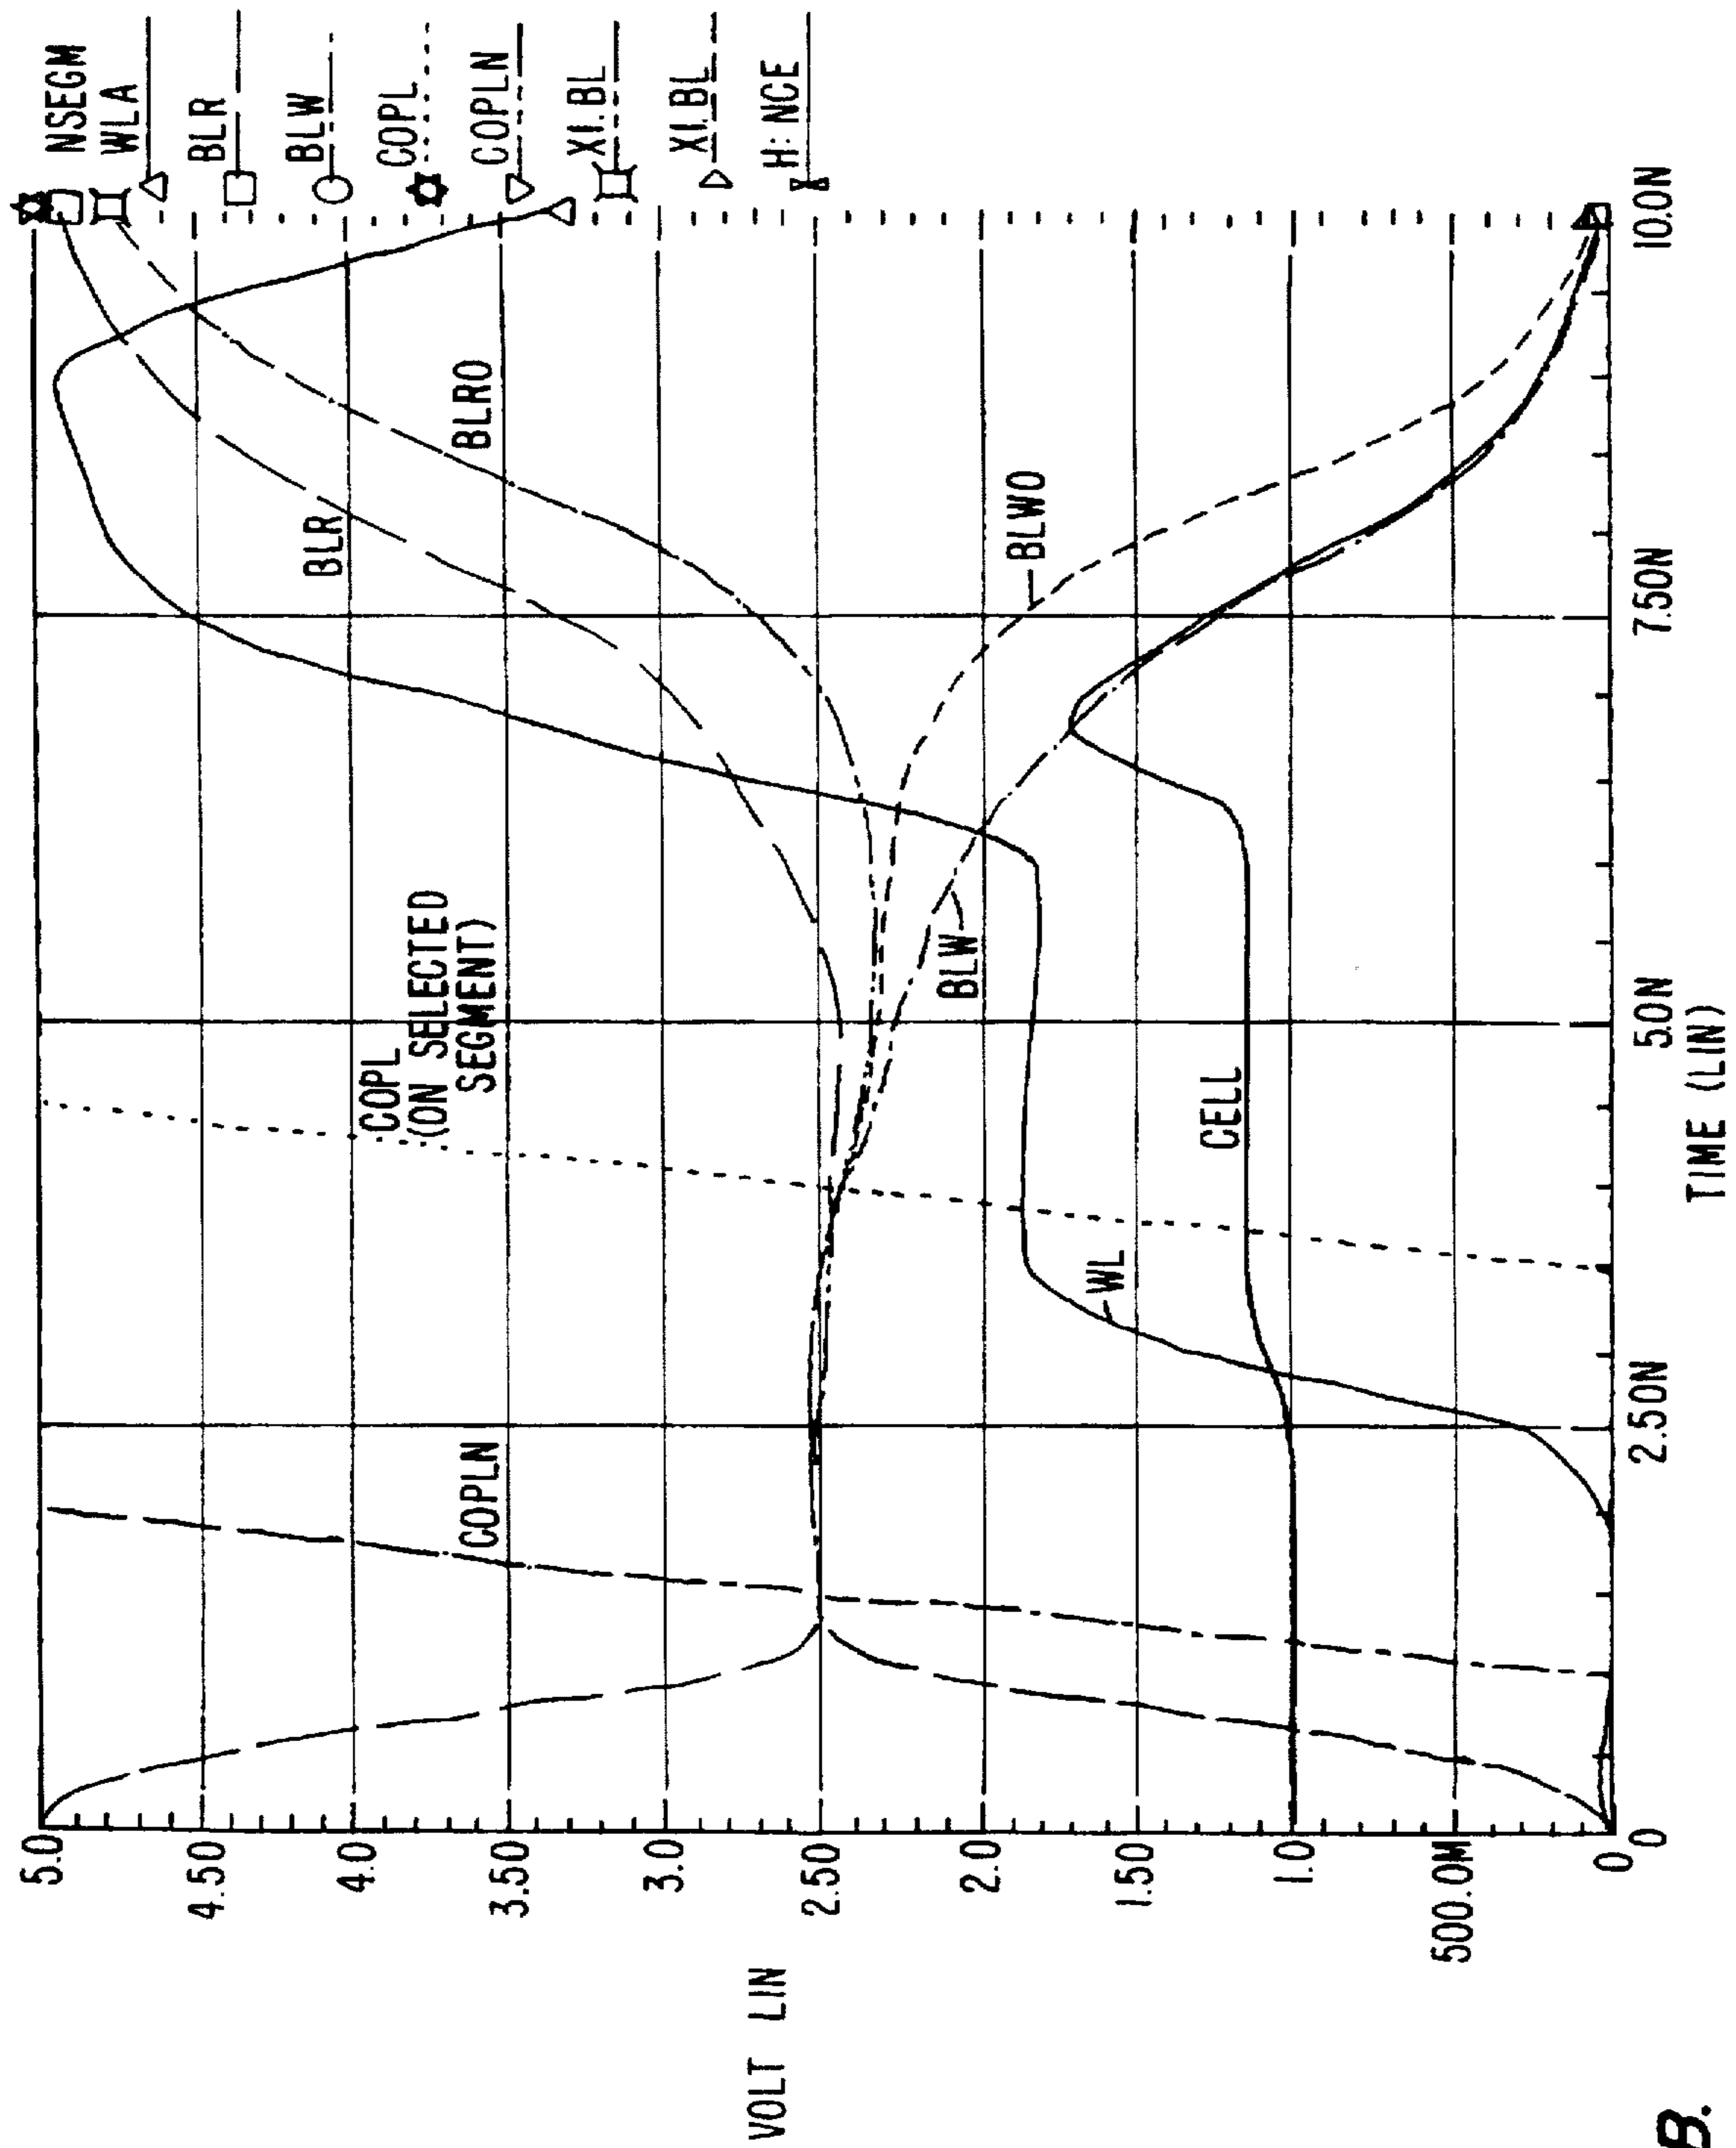 NSEGM
WLA
BLR
BLW
COPL
COPLN
XI.BL
XI.BL
H: NCE
VOLT LIN
5.0
4.50
4.0
3.50
3.0
2.50
2.0
1.50
1.0
500.0M
0
COPLN
COPL
(ON SELECTED
SEGMENT)
BLR
BLRO
BLWO
BLW
WL
CELL
0
2.50N
5.0N
7.50N
10.0N
TIME (LIN)
B.